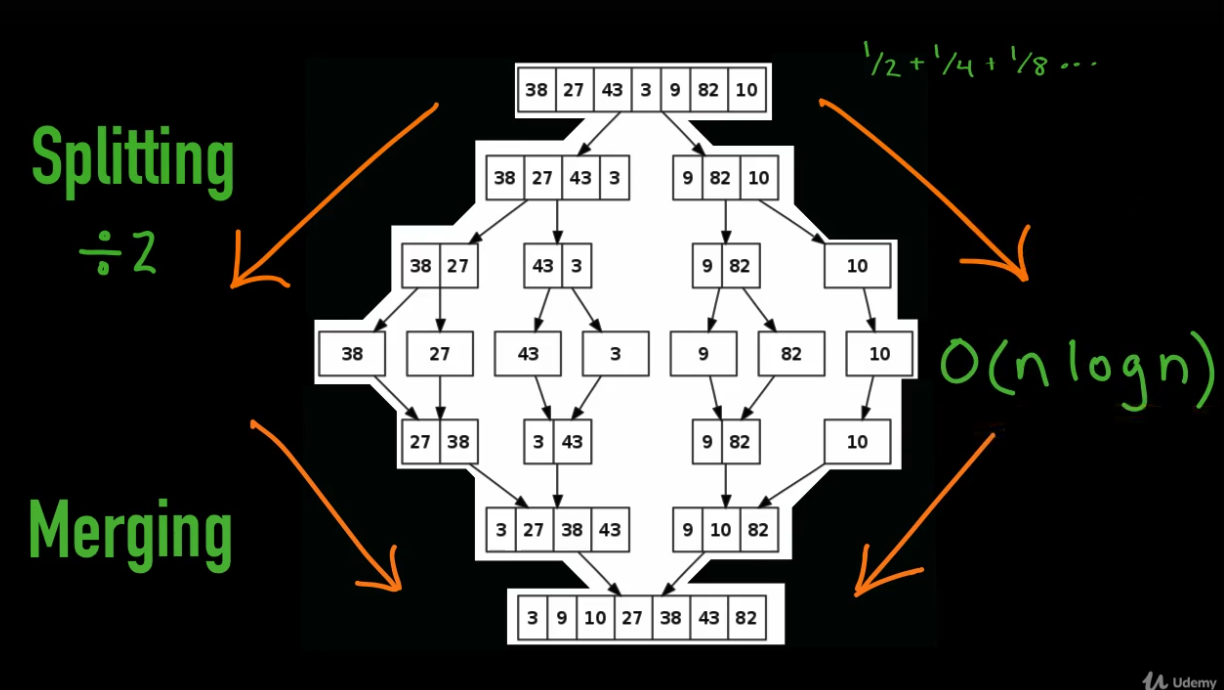 1/2 + 1/4 + 1/8 ...
38 27 43 3 9 82 10
Splitting
÷2
38 27 43 3 9 82 10
38 27 43 3 9 82 10
38 27 43 3 9 82 10
O(n log n)
27 38 3 43 9 82 10
Merging
3 27 38 43 9 10 82
3 9 10 27 38 43 82
Udemy